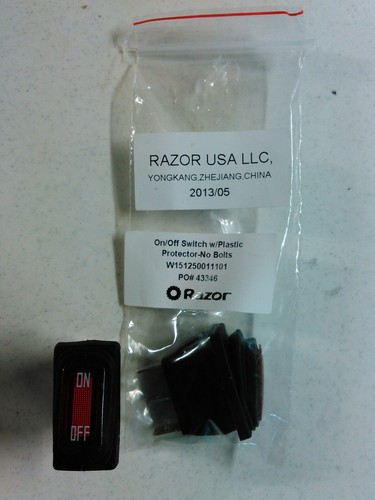 RAZOR USA LLC,
YONGKANG,ZHEJIANG,CHINA
2013/05
On/Off Switch w/Plastic
Protector-No Bolts
W151250011101
PO# 43346
Razor
ON
OFF